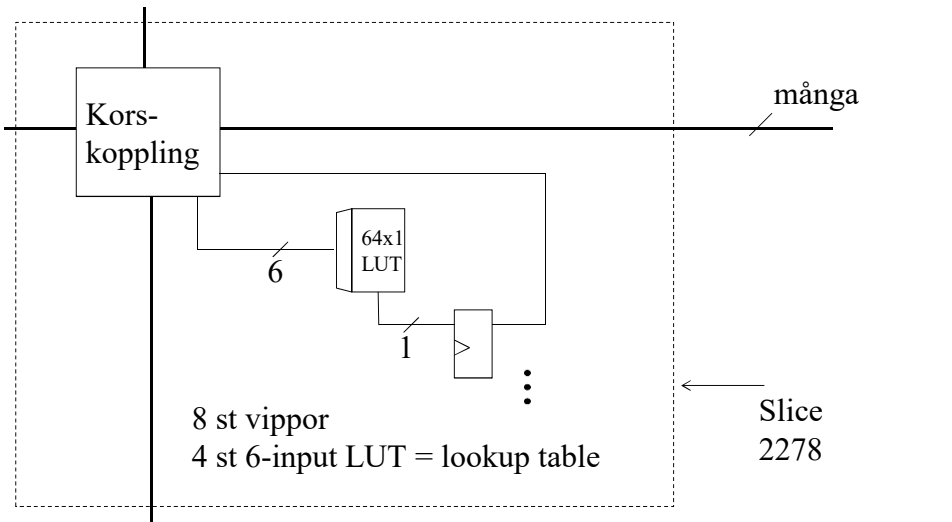 många
Kors-
koppling
64x1
LUT
6
1
8 st vippor
4 st 6-input LUT = lookup table
Slice
2278